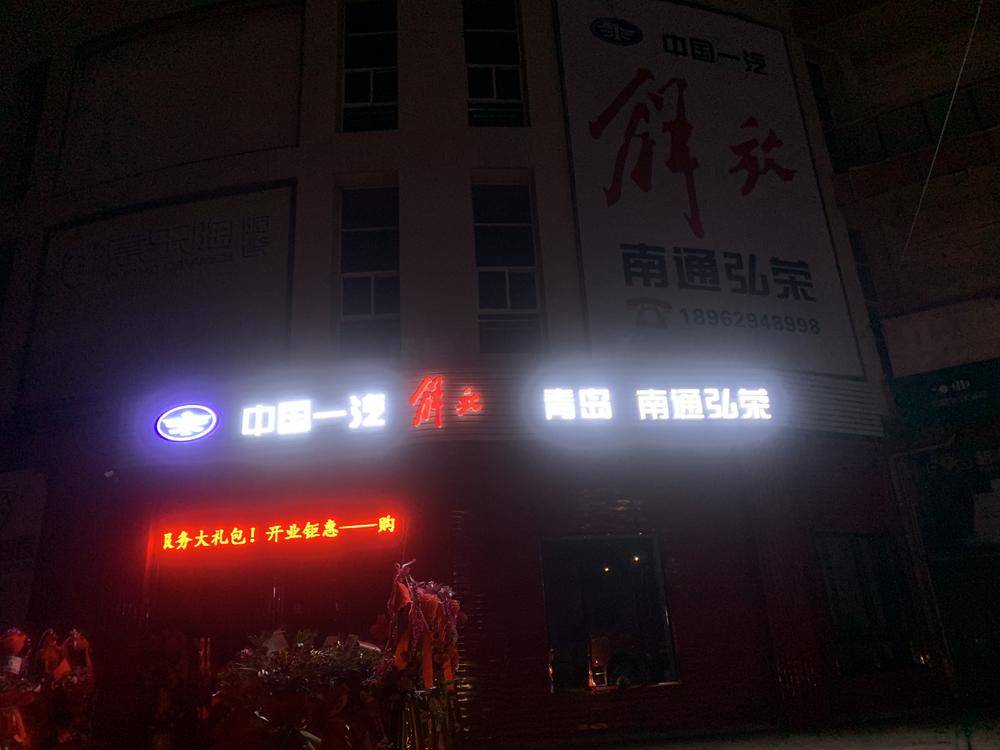 中国一汽
解放
南通弘荣
18962948998
中国一汽 解放 青岛 南通弘荣
务大礼包！开业钜惠——购